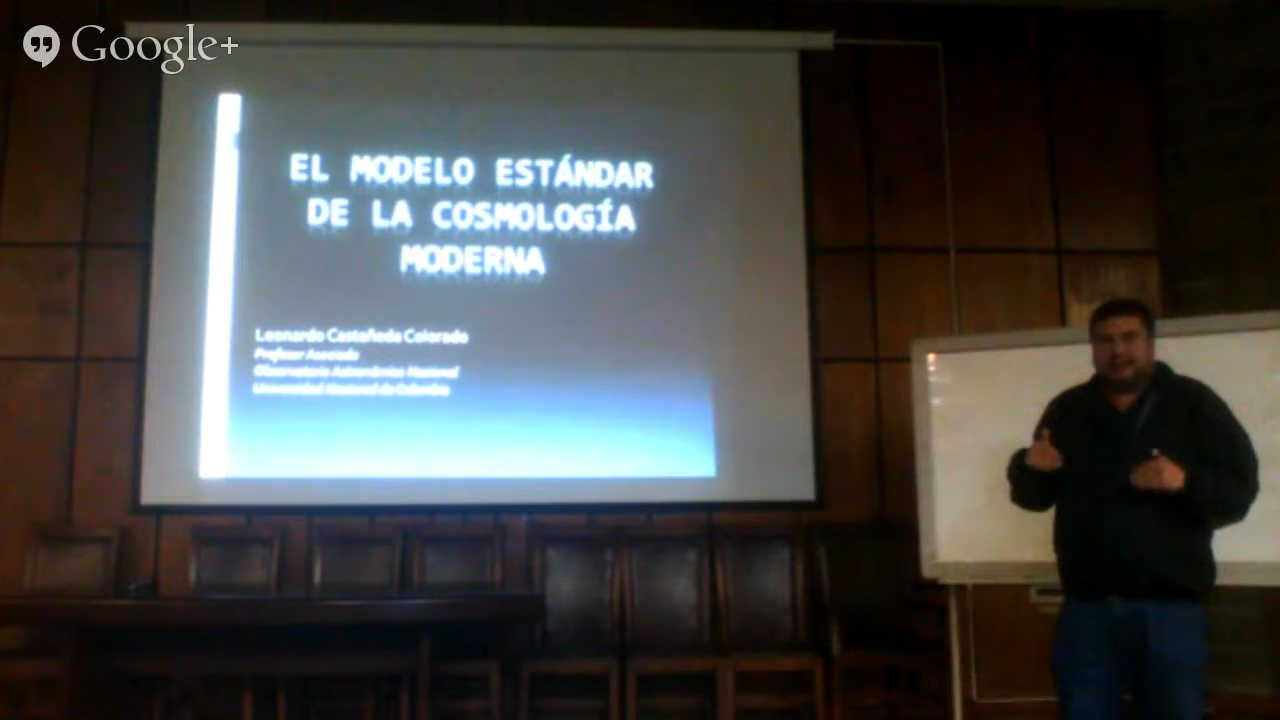 Google+
EL MODELO ESTÁNDAR
DE LA COSMOLOGÍA
MODERNA
Leonardo Castañeda Colorado
Profesor Asociado
Observatorio Astronómico Nacional
Universidad Nacional de Colombia